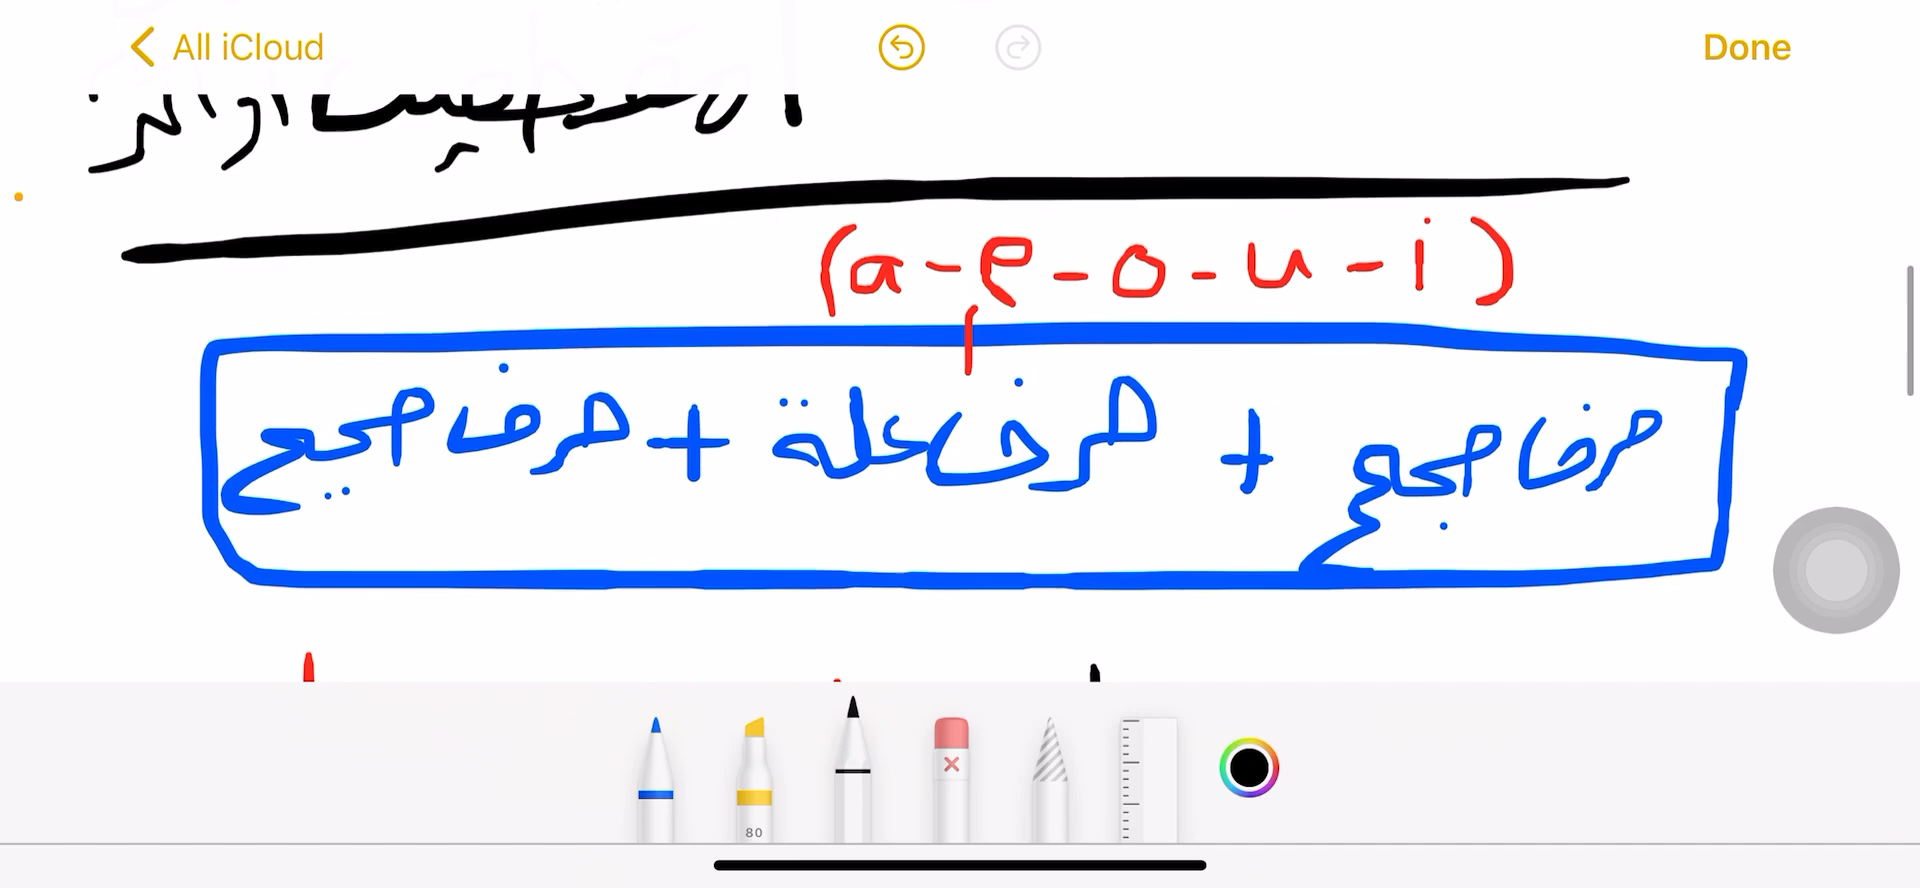 All iCloud
Done
(a - e - o - u - i)
حرف صحيح + حرف علة + حرف صحيح
80